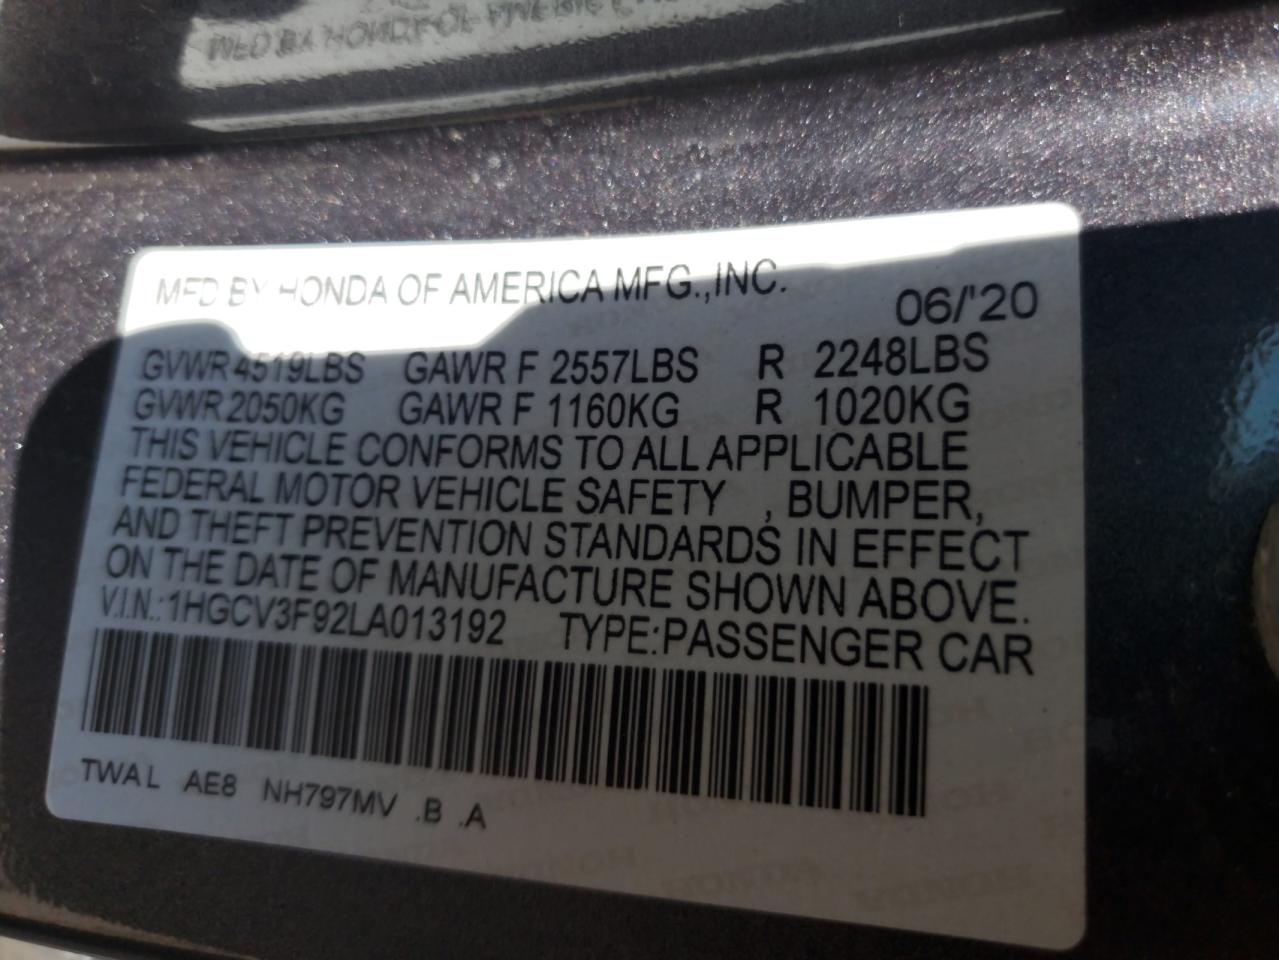 MFD BY HONDA OF AMERICA MFG.,INC.
06/'20
GVWR 4519LBS GAWR F 2557LBS R 2248LBS
GVWR 2050KG GAWR F 1160KG R 1020KG
THIS VEHICLE CONFORMS TO ALL APPLICABLE
FEDERAL MOTOR VEHICLE SAFETY , BUMPER,
AND THEFT PREVENTION STANDARDS IN EFFECT
ON THE DATE OF MANUFACTURE SHOWN ABOVE.
V.I.N.:1HGCV3F92LA013192 TYPE:PASSENGER CAR
TWAL AE8 NH797MV .B .A